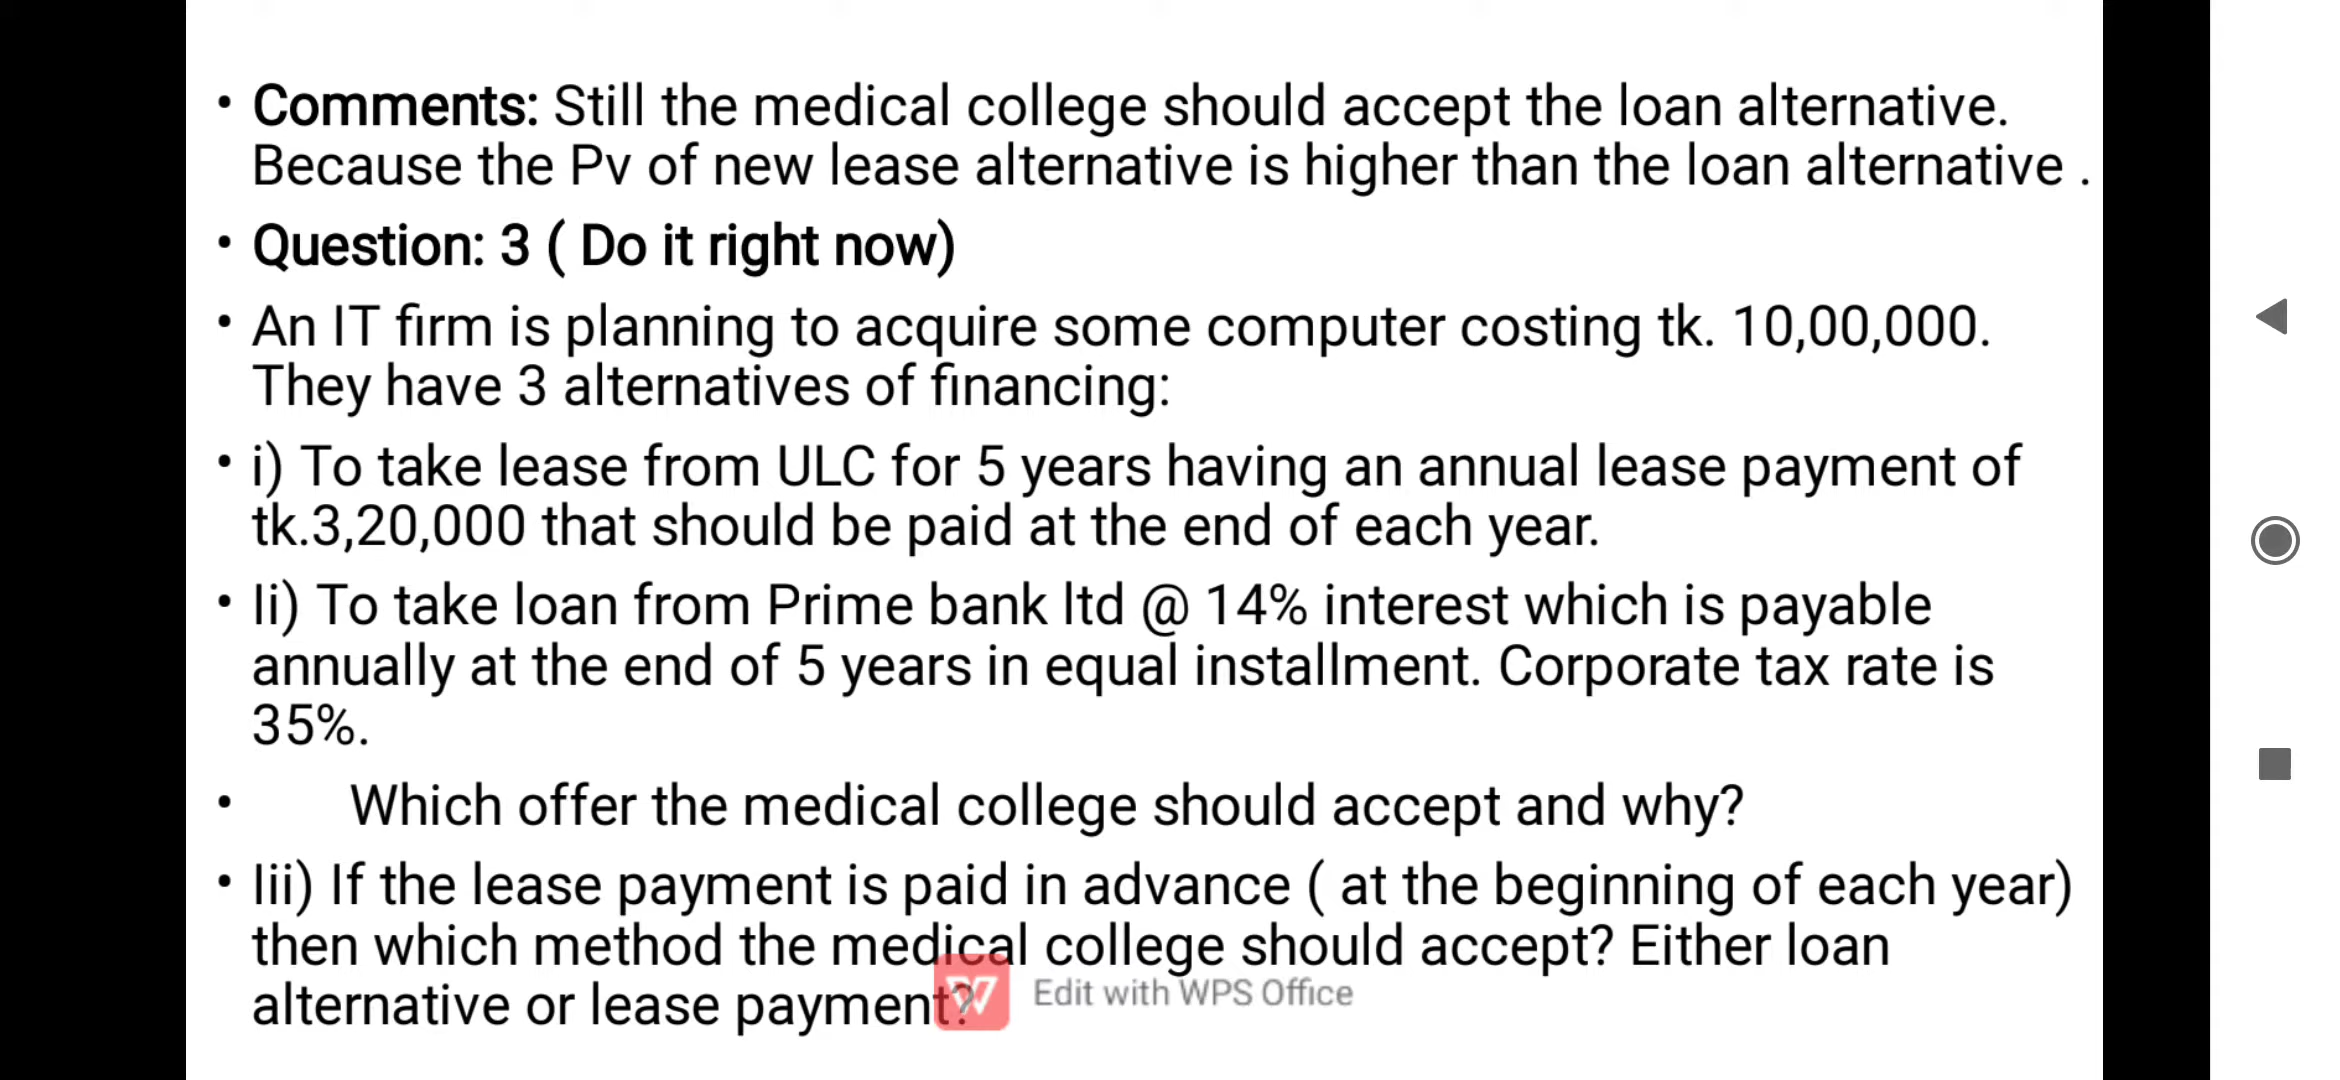 • Comments: Still the medical college should accept the loan alternative.
Because the Pv of new lease alternative is higher than the loan alternative .
• Question: 3 ( Do it right now)
• An IT firm is planning to acquire some computer costing tk. 10,00,000.
They have 3 alternatives of financing:
• i) To take lease from ULC for 5 years having an annual lease payment of
tk.3,20,000 that should be paid at the end of each year.
• Ii) To take loan from Prime bank ltd @ 14% interest which is payable
annually at the end of 5 years in equal installment. Corporate tax rate is
35%.
• Which offer the medical college should accept and why?
• Iii) If the lease payment is paid in advance ( at the beginning of each year)
then which method the medical college should accept? Either loan
alternative or lease payment?
Edit with WPS Office